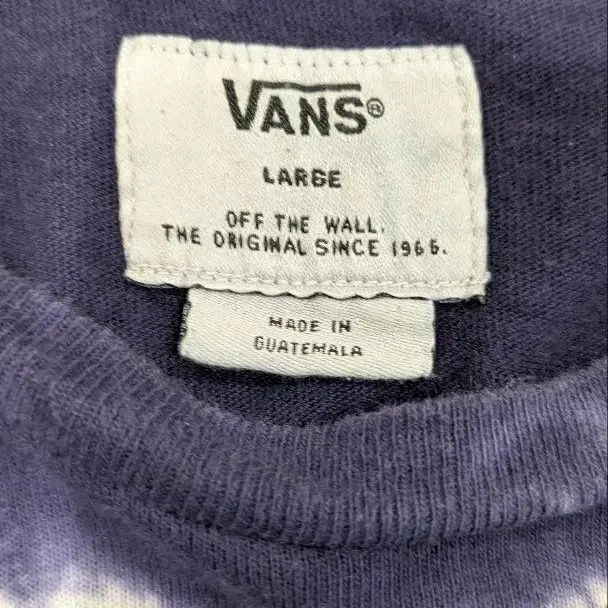 VANS®
LARGE
OFF THE WALL.
THE ORIGINAL SINCE 1966.
MADE IN
GUATEMALA